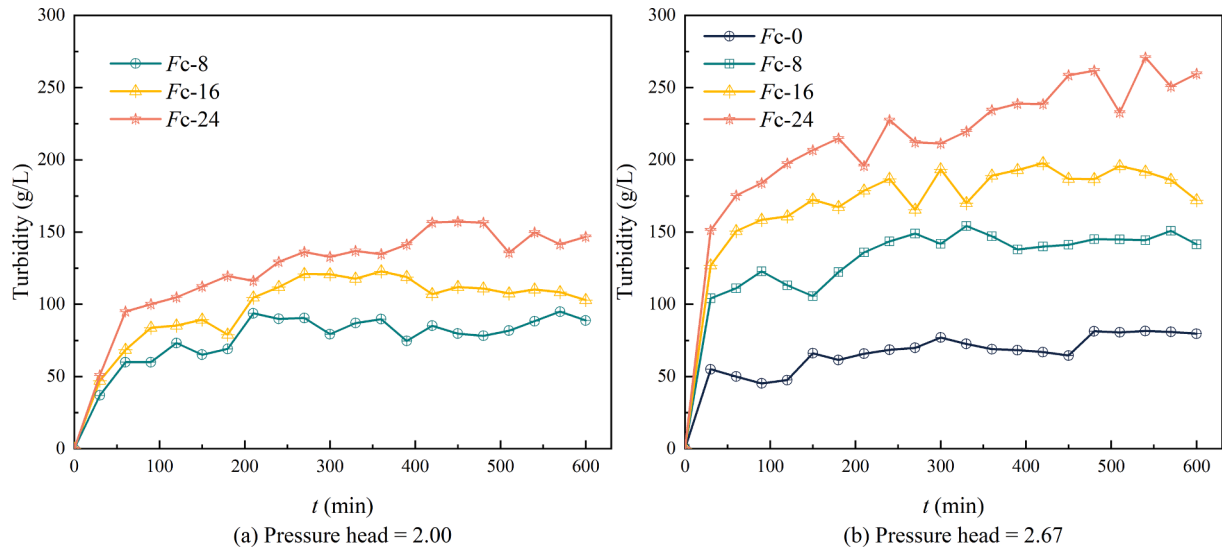 300
250
200
150
100
50
0
Turbidity (g/L)
Fc-8
Fc-16
Fc-24
0 100 200 300 400 500 600
t (min)
(a) Pressure head = 2.00
300
250
200
150
100
50
0
Turbidity (g/L)
Fc-0
Fc-8
Fc-16
Fc-24
0 100 200 300 400 500 600
t (min)
(b) Pressure head = 2.67